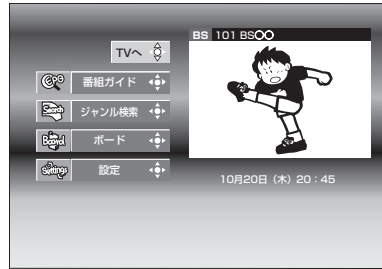 BS 101 BS〇〇
TVへ
EPG 番組ガイド
Search ジャンル検索
Board ボード
Settings 設定
10月20日（木）20：45